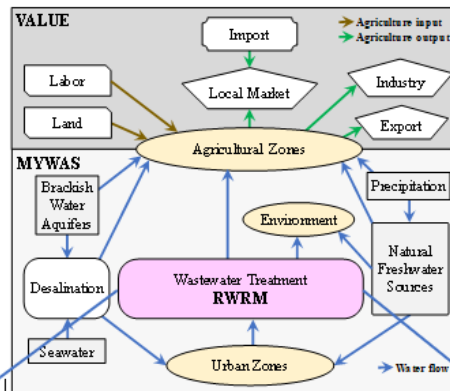 VALUE
Import
Agriculture input
Agriculture output
Labor
Local Market
Industry
Land
Export
Agricultural Zones
MYWAS
Brackish
Water
Aquifers
Precipitation
Environment
Desalination
Wastewater Treatment
RWRM
Natural
Freshwater
Sources
Seawater
Urban Zones
Water flow